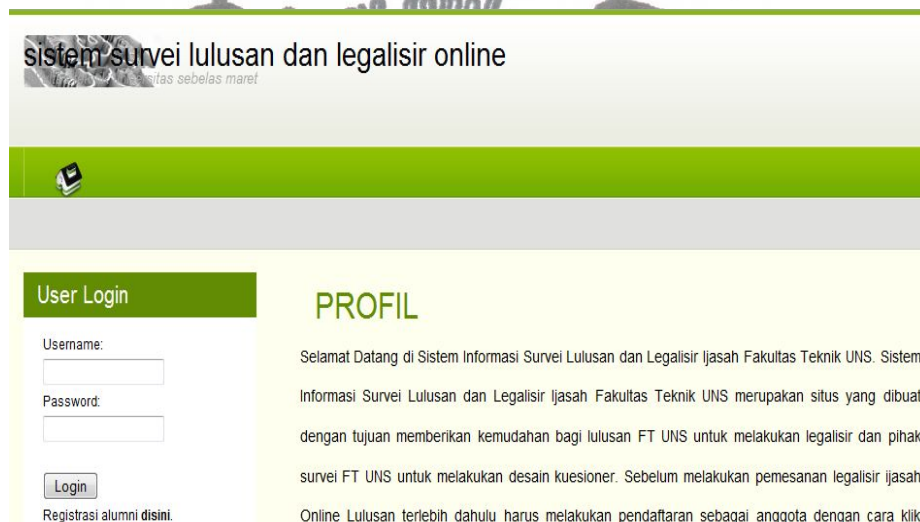 sistem survei lulusan dan legalisir online
sitas sebelas maret
User Login
Username:
Password:
Login
Registrasi alumni disini.
PROFIL
Selamat Datang di Sistem Informasi Survei Lulusan dan Legalisir Ijasah Fakultas Teknik UNS. Sistem
Informasi Survei Lulusan dan Legalisir Ijasah Fakultas Teknik UNS merupakan situs yang dibuat
dengan tujuan memberikan kemudahan bagi lulusan FT UNS untuk melakukan legalisir dan pihak
survei FT UNS untuk melakukan desain kuesioner. Sebelum melakukan pemesanan legalisir ijasah
Online Lulusan terlebih dahulu harus melakukan pendaftaran sebagai anggota dengan cara klik